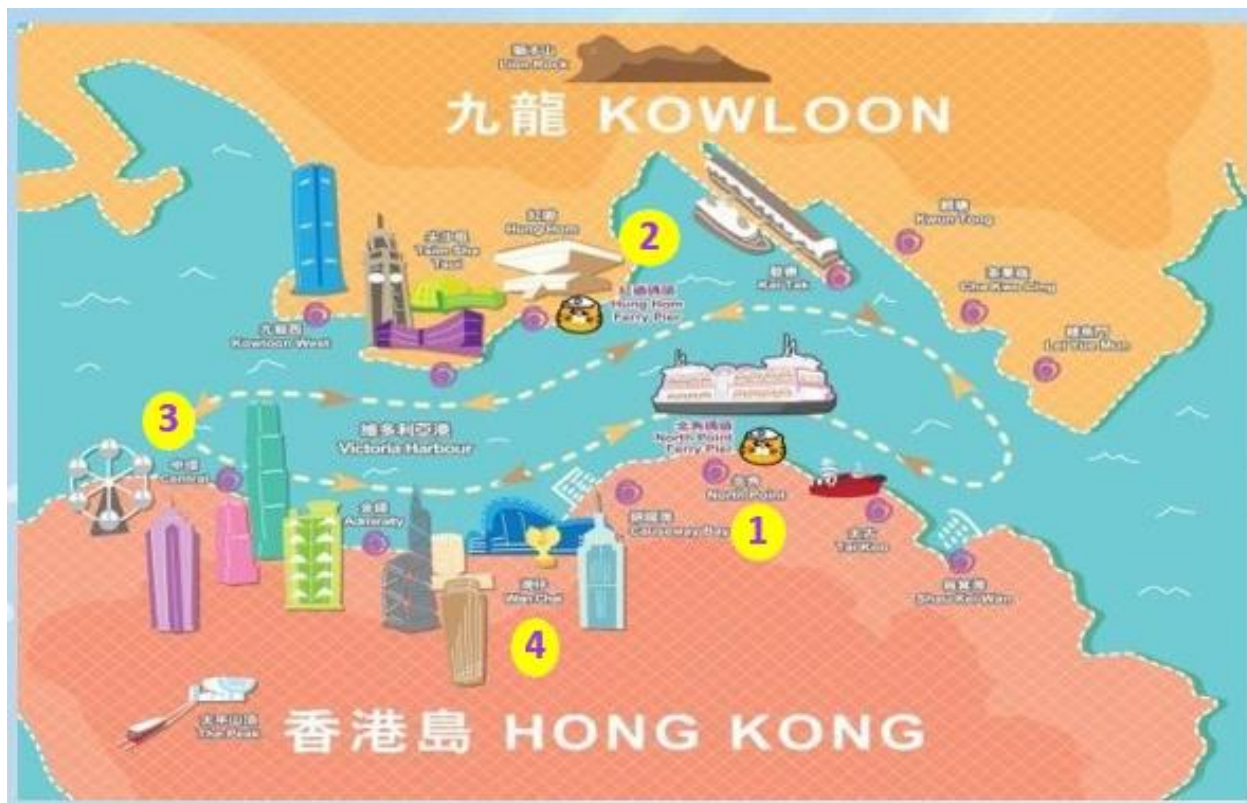 獅子山
Lion Rock
九龍 KOWLOON
紅磡
Hung Hom
尖沙咀
Tsim Sha
Tsui
2
觀塘
Kwun Tong
啟德
Kai Tak
茶果嶺
Cha Kwo Ling
紅磡碼頭
Hung Hom
Ferry Pier
九龍西
Kowloon West
鯉魚門
Lei Yue Mun
3
維多利亞港
Victoria Harbour
北角碼頭
North Point
Ferry Pier
中環
Central
北角
North Point
金鐘
Admiralty
銅鑼灣
Causeway Bay
1
太古
Tai Koo
灣仔
Wan Chai
筲箕灣
Shau Kei Wan
4
太平山頂
The Peak
香港島 HONG KONG